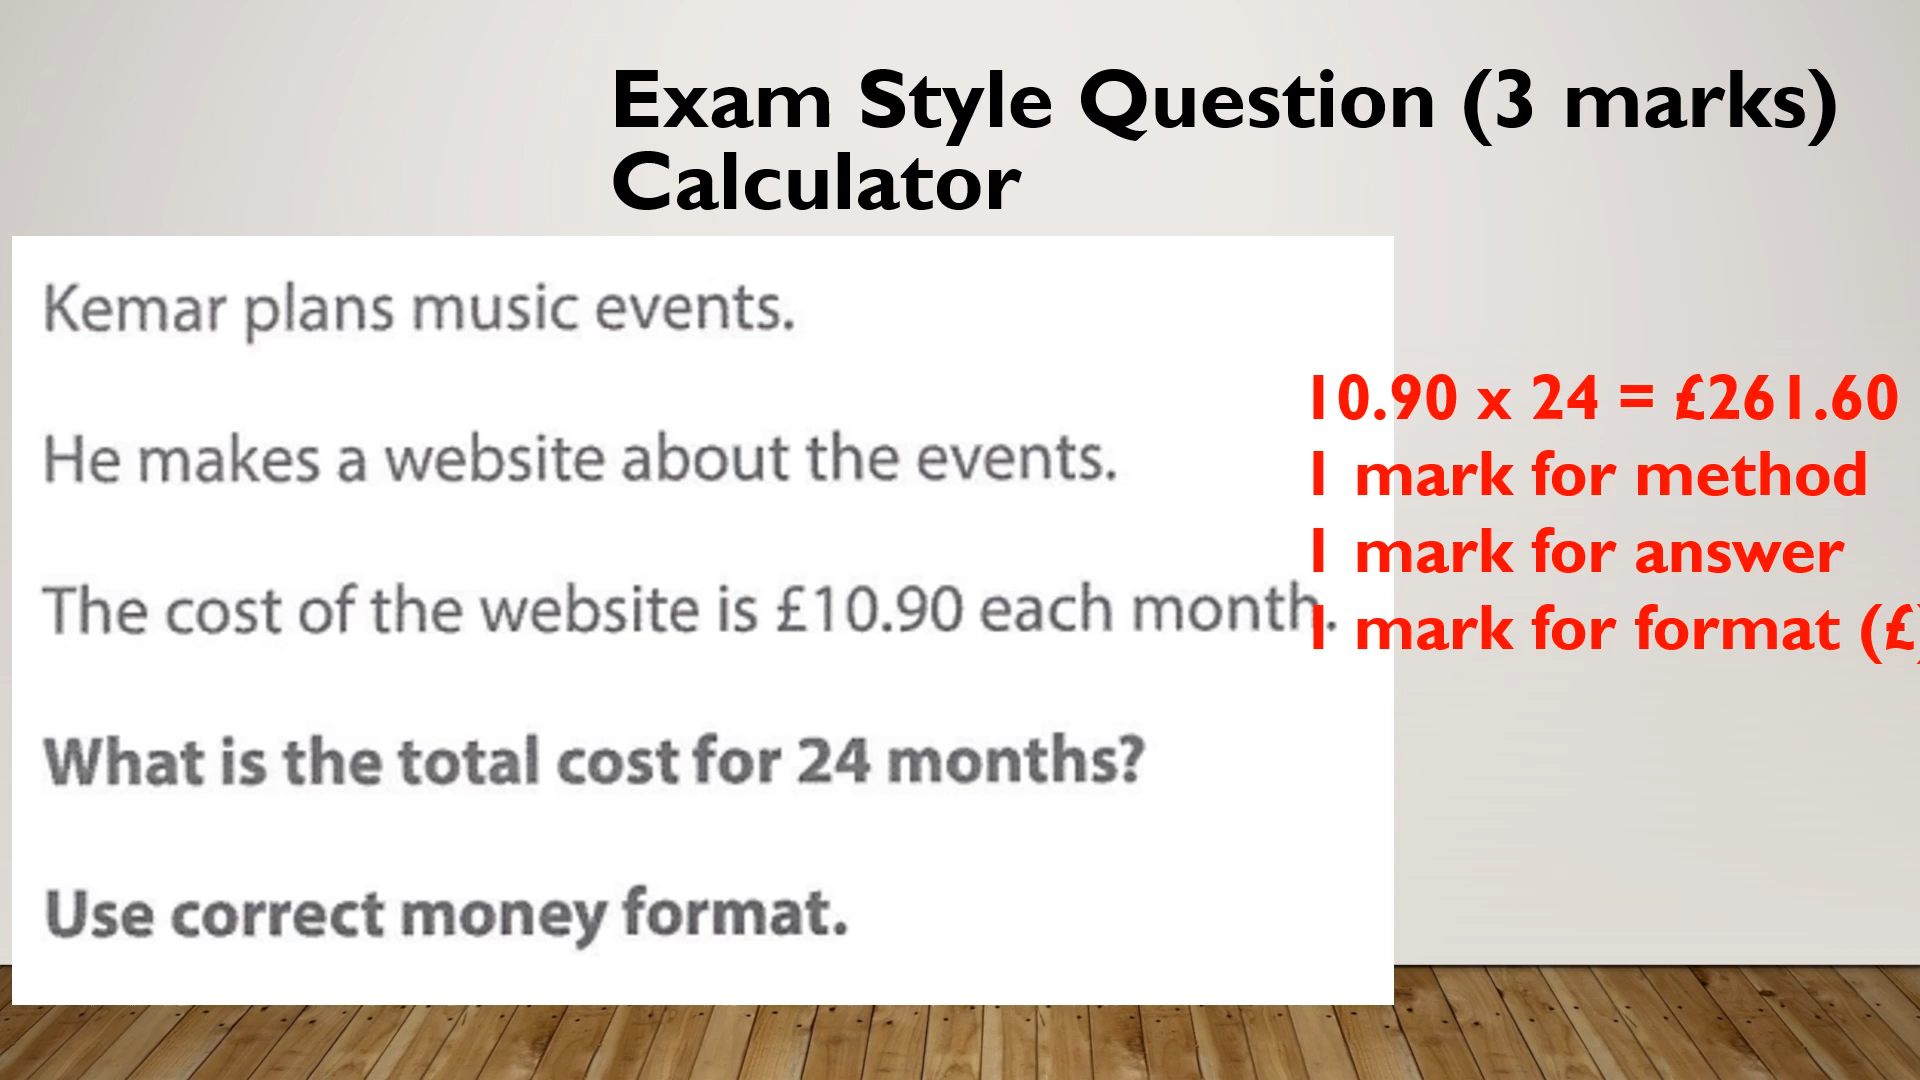 Exam Style Question (3 marks)
Calculator
Kemar plans music events.
He makes a website about the events.
The cost of the website is £10.90 each month.
What is the total cost for 24 months?
Use correct money format.
10.90 x 24 = £261.60
1 mark for method
1 mark for answer
1 mark for format (£)